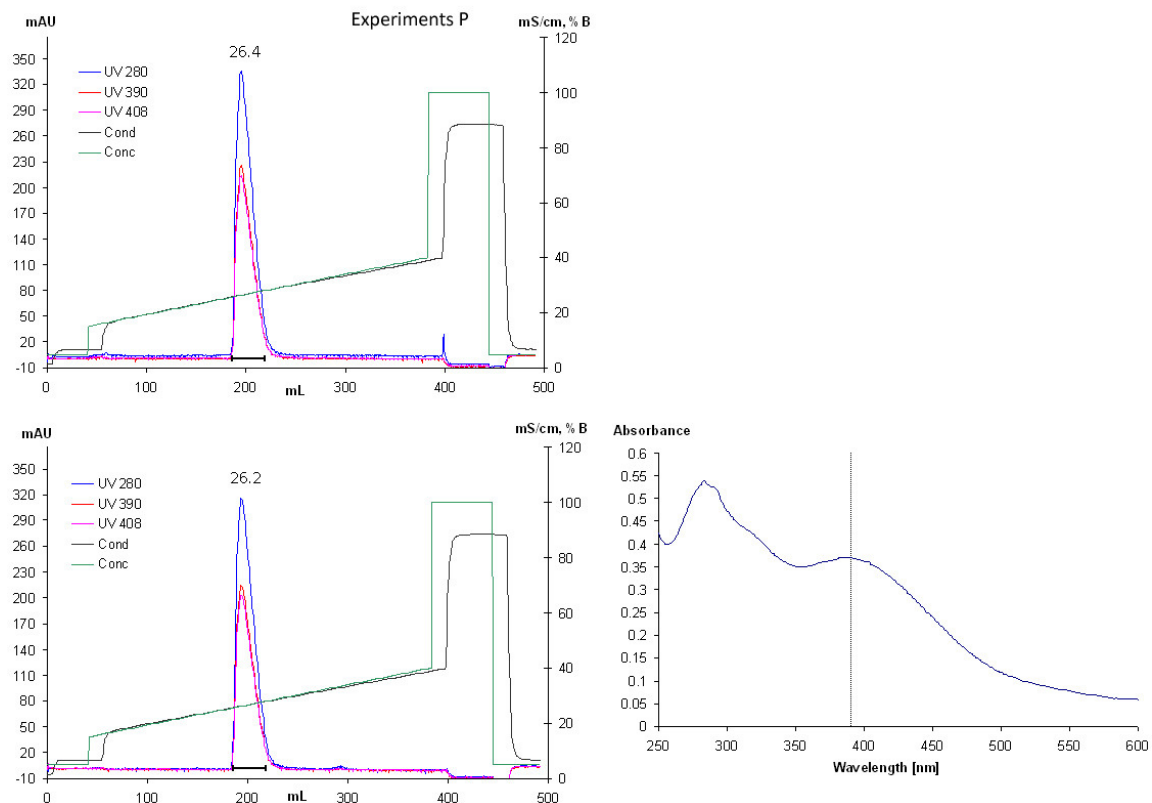 mAU
Experiments P
mS/cm, % B
26.4
UV 280
UV 390
UV 408
Cond
Conc
350
320
290
260
230
200
170
140
110
80
50
20
-10
120
100
80
60
40
20
0
0 100 200 300 400 500
mL
mAU
mS/cm, % B
26.2
UV 280
UV 390
UV 408
Cond
Conc
350
320
290
260
230
200
170
140
110
80
50
20
-10
120
100
80
60
40
20
0
0 100 200 300 400 500
mL
Absorbance
0.6
0.55
0.5
0.45
0.4
0.35
0.3
0.25
0.2
0.15
0.1
0.05
0
250 300 350 400 450 500 550 600
Wavelength [nm]